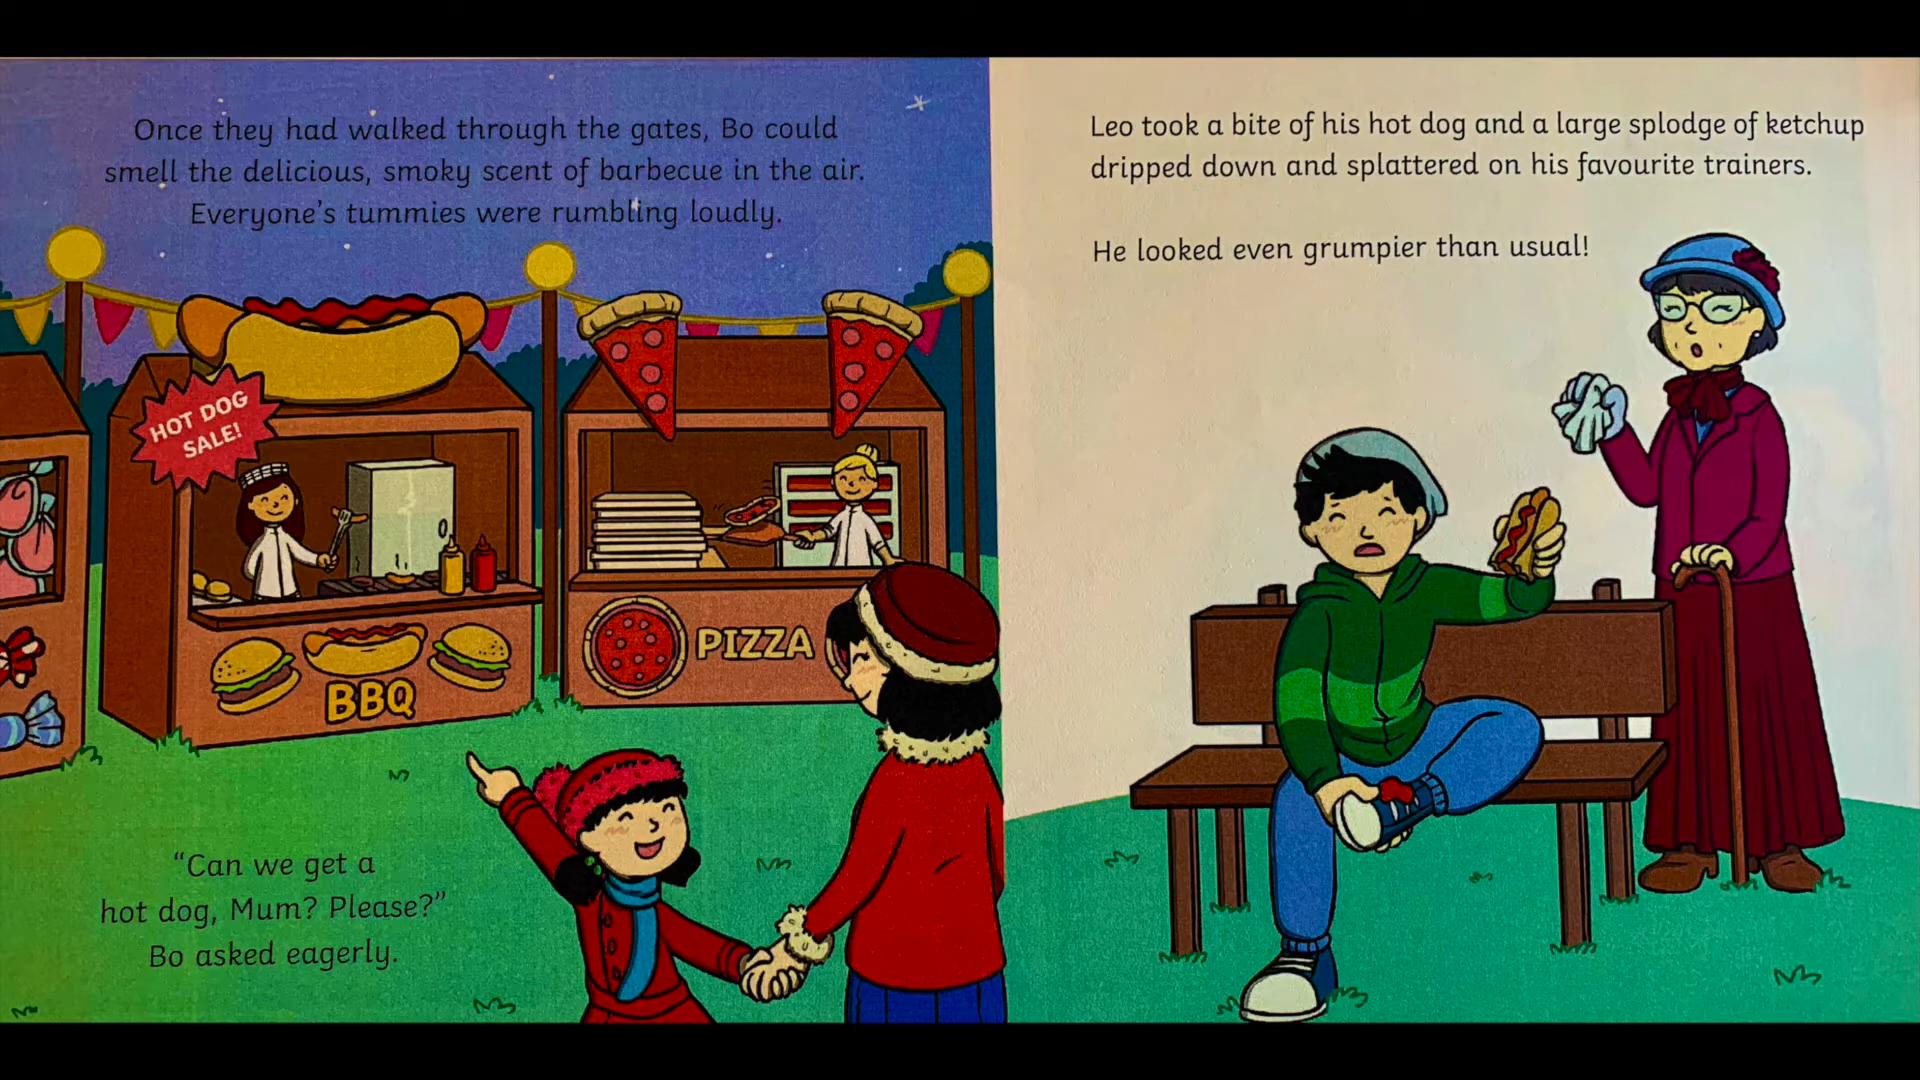 Once they had walked through the gates, Bo could
smell the delicious, smoky scent of barbecue in the air.
Everyone's tummies were rumbling loudly.
HOT DOG
SALE!
BBQ
PIZZA
“Can we get a
hot dog, Mum? Please?”
Bo asked eagerly.
Leo took a bite of his hot dog and a large splodge of ketchup
dripped down and splattered on his favourite trainers.
He looked even grumpier than usual!